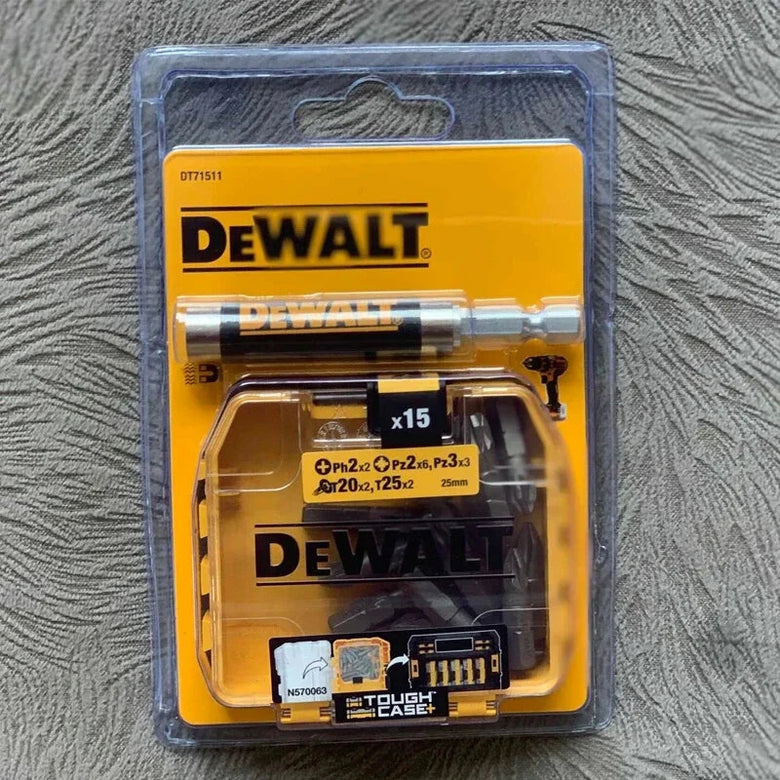 DT71511
DEWALT®
DEWALT®
x15
Ph2x2 Pz2x6, Pz3x3
T20x2, T25x2 25mm
DEWALT
N570063
TOUGH
CASE+